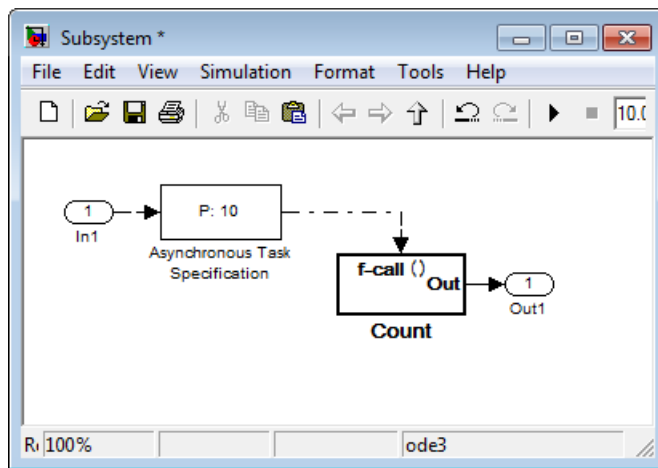 Subsystem *
File Edit View Simulation Format Tools Help
10.0
1
In1
P: 10
Asynchronous Task
Specification
f-call ()
Out
Count
1
Out1
100%
ode3